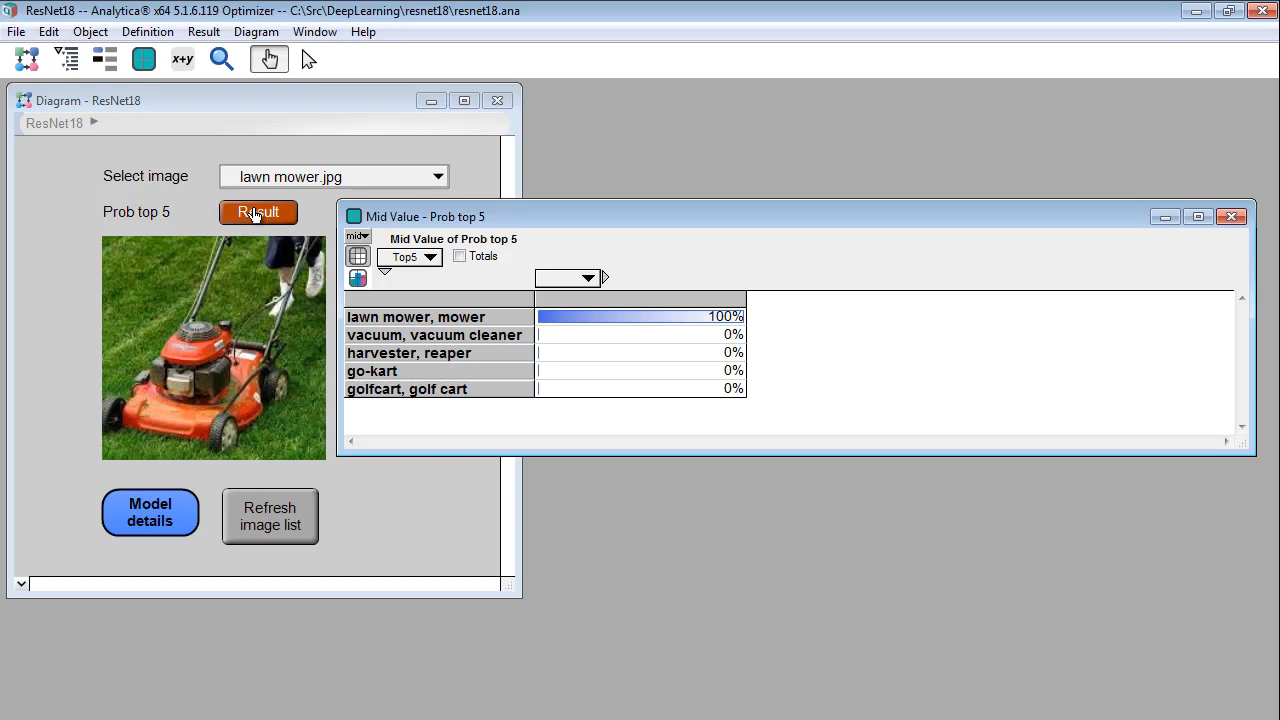 ResNet18 -- Analytica® x64 5.1.6.119 Optimizer -- C:\Src\DeepLearning\resnet18\resnet18.ana
File Edit Object Definition Result Diagram Window Help
x+y
Diagram - ResNet18
ResNet18
Select image lawn mower.jpg
Prob top 5 Result
Mid Value - Prob top 5
mid Mid Value of Prob top 5
Top5 Totals
lawn mower, mower 100%
vacuum, vacuum cleaner 0%
harvester, reaper 0%
go-kart 0%
golfcart, golf cart 0%
Model
details
Refresh
image list